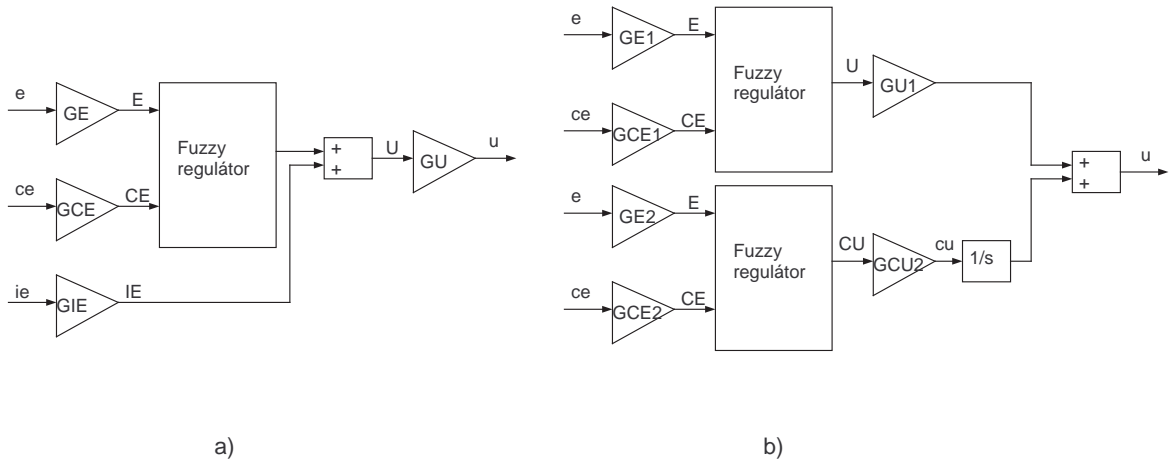 e
GE
E
ce
GCE
CE
ie
GIE
IE
Fuzzy
regulátor
+
+
U
GU
u
a)
e
GE1
E
ce
GCE1
CE
Fuzzy
regulátor
U
GU1
e
GE2
E
ce
GCE2
CE
Fuzzy
regulátor
CU
GCU2
cu
1/s
+
+
u
b)